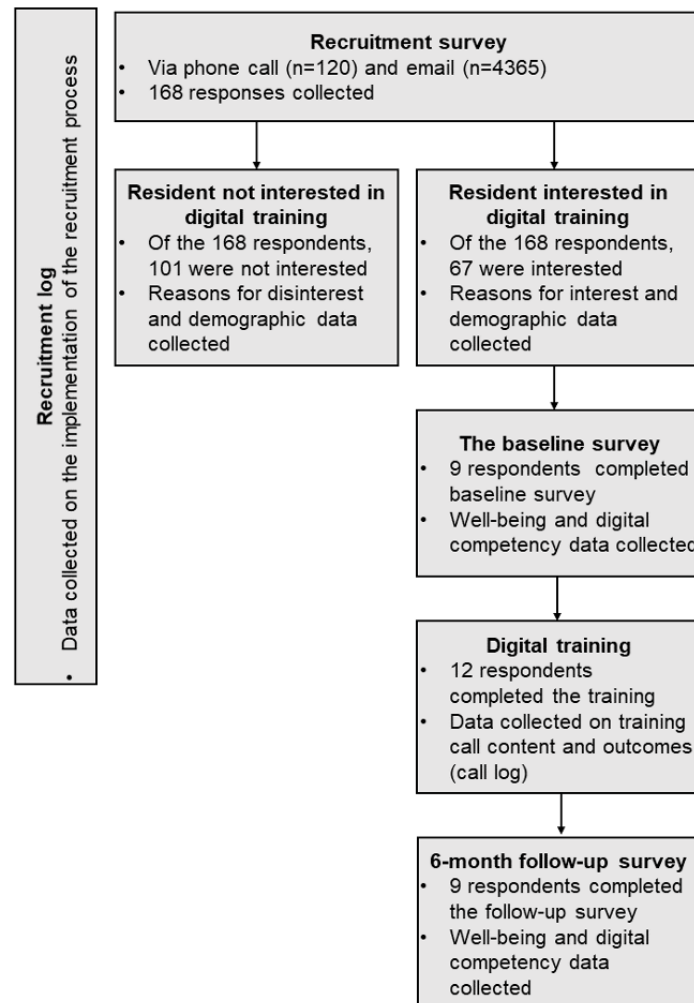 Recruitment log
• Data collected on the implementation of the recruitment process
Recruitment survey
• Via phone call (n=120) and email (n=4365)
• 168 responses collected
Resident not interested in
digital training
• Of the 168 respondents,
101 were not interested
• Reasons for disinterest
and demographic data
collected
Resident interested in
digital training
• Of the 168 respondents,
67 were interested
• Reasons for interest and
demographic data
collected
The baseline survey
• 9 respondents completed
baseline survey
• Well-being and digital
competency data collected
Digital training
• 12 respondents
completed the training
• Data collected on training
call content and outcomes
(call log)
6-month follow-up survey
• 9 respondents completed
the follow-up survey
• Well-being and digital
competency data
collected